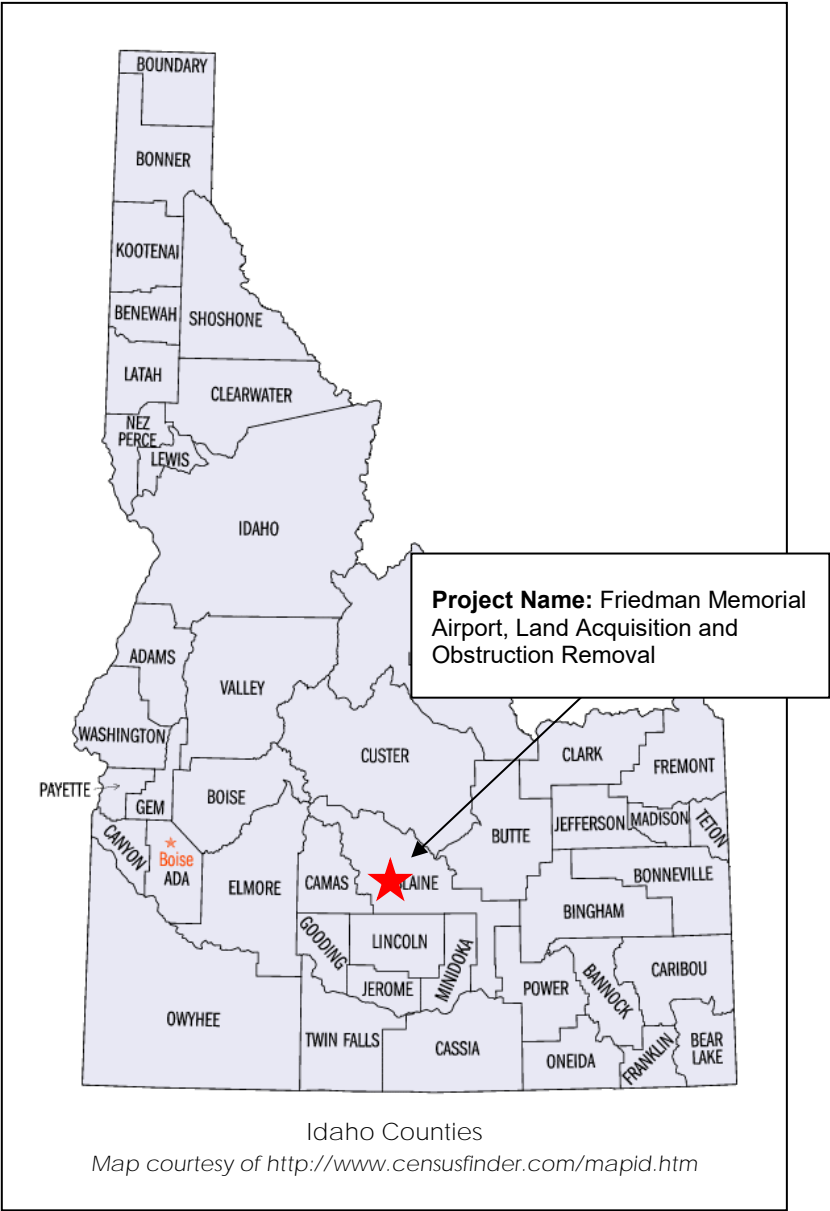 BOUNDARY
BONNER
KOOTENAI
BENEWAH
SHOSHONE
LATAH
CLEARWATER
NEZ
PERCE
LEWIS
IDAHO
Project Name: Friedman Memorial
Airport, Land Acquisition and
Obstruction Removal
ADAMS
VALLEY
WASHINGTON
CUSTER
CLARK
FREMONT
PAYETTE
GEM
BOISE
BUTTE
JEFFERSON
MADISON
TETON
CANYON
Boise
ADA
ELMORE
CAMAS
LAINE
BONNEVILLE
BINGHAM
GOODING
LINCOLN
MINIDOKA
JEROME
POWER
BANNOCK
CARIBOU
OWYHEE
TWIN FALLS
CASSIA
ONEIDA
FRANKLIN
BEAR
LAKE
Idaho Counties
Map courtesy of http://www.censusfinder.com/mapid.htm